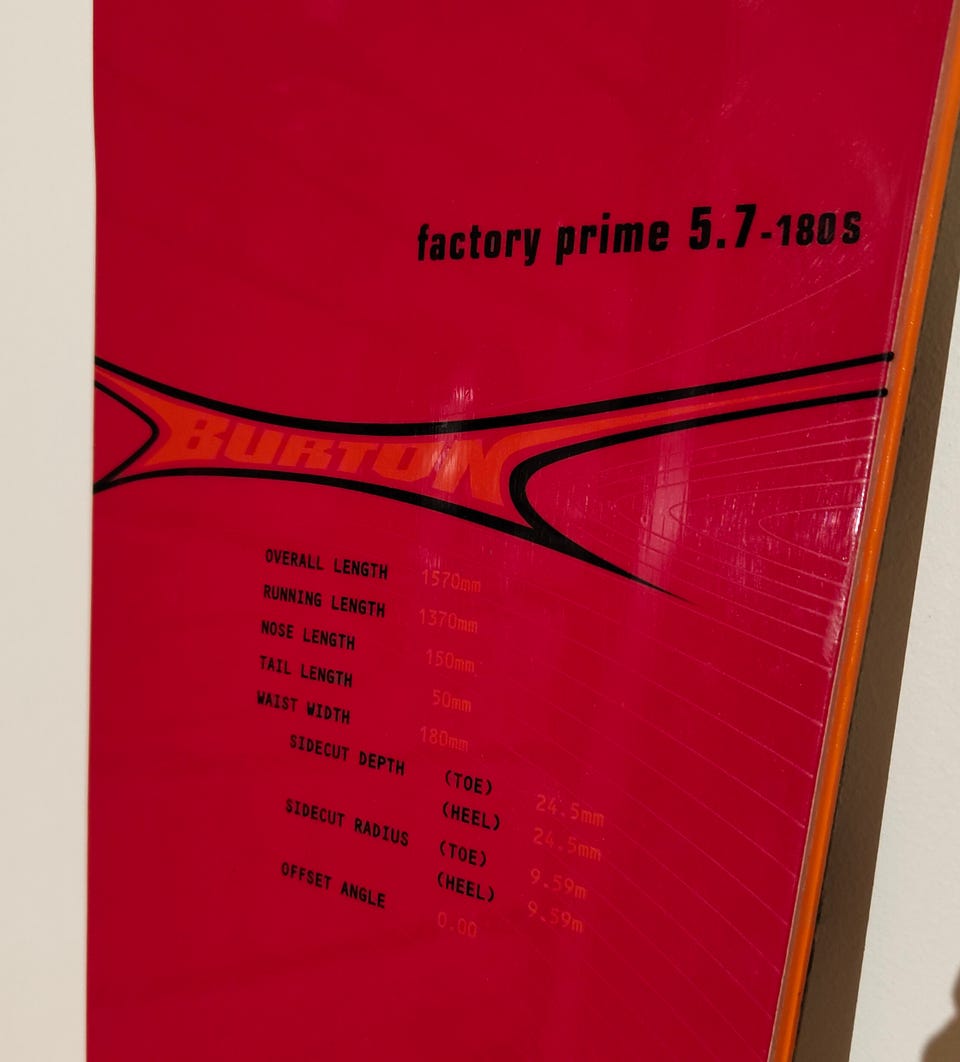 factory prime 5.7-180S
BURTON
OVERALL LENGTH 1570mm
RUNNING LENGTH 1370mm
NOSE LENGTH 150mm
TAIL LENGTH 50mm
WAIST WIDTH 180mm
SIDECUT DEPTH (TOE) 24.5mm
(HEEL) 24.5mm
SIDECUT RADIUS (TOE) 9.59m
(HEEL) 9.59m
OFFSET ANGLE 0.00